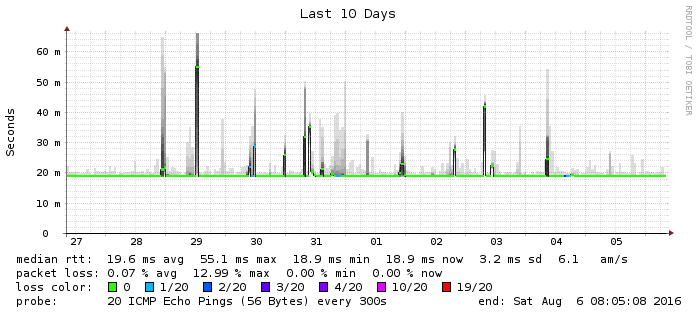 Last 10 Days
RRDTOOL / TOBI OETIKER
Seconds
60 m
50 m
40 m
30 m
20 m
10 m
0
27 28 29 30 31 01 02 03 04 05
median rtt: 19.6 ms avg 55.1 ms max 18.9 ms min 18.9 ms now 3.2 ms sd 6.1 am/s
packet loss: 0.07 % avg 12.99 % max 0.00 % min 0.00 % now
loss color: 0 1/20 2/20 3/20 4/20 10/20 19/20
probe: 20 ICMP Echo Pings (56 Bytes) every 300s end: Sat Aug 6 08:05:08 2016